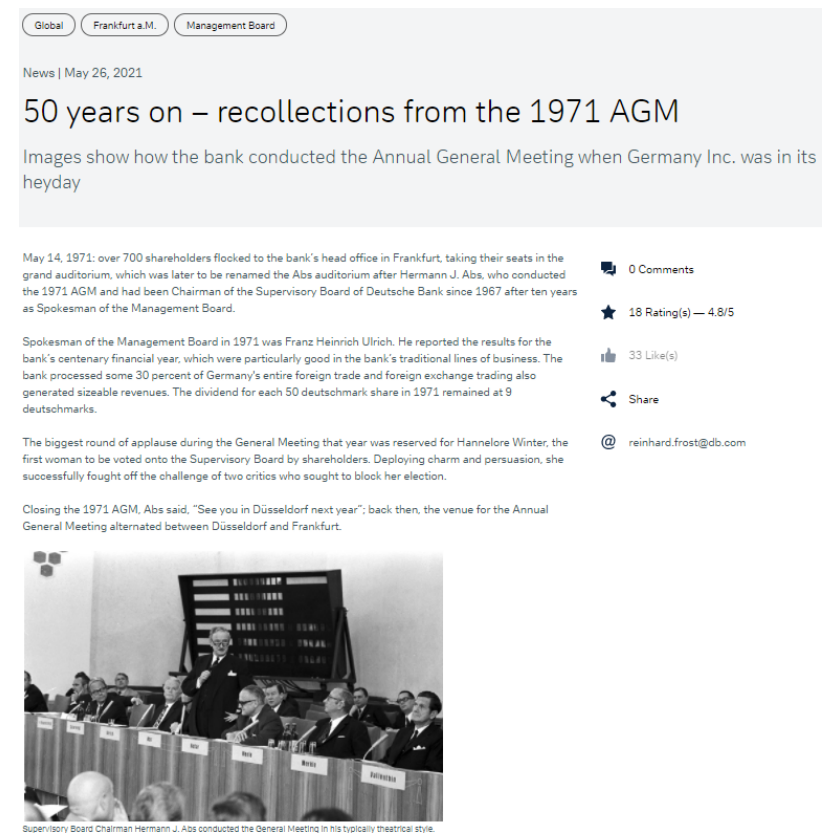 Global Frankfurt a.M. Management Board
News | May 26, 2021
50 years on – recollections from the 1971 AGM
Images show how the bank conducted the Annual General Meeting when Germany Inc. was in its
heyday
May 14, 1971: over 700 shareholders flocked to the bank's head office in Frankfurt, taking their seats in the
grand auditorium, which was later to be renamed the Abs auditorium after Hermann J. Abs, who conducted
the 1971 AGM and had been Chairman of the Supervisory Board of Deutsche Bank since 1967 after ten years
as Spokesman of the Management Board.
Spokesman of the Management Board in 1971 was Franz Heinrich Ulrich. He reported the results for the
bank's centenary financial year, which were particularly good in the bank's traditional lines of business. The
bank processed some 30 percent of Germany's entire foreign trade and foreign exchange trading also
generated sizeable revenues. The dividend for each 50 deutschmark share in 1971 remained at 9
deutschmarks.
The biggest round of applause during the General Meeting that year was reserved for Hannelore Winter, the
first woman to be voted onto the Supervisory Board by shareholders. Deploying charm and persuasion, she
successfully fought off the challenge of two critics who sought to block her election.
Closing the 1971 AGM, Abs said, “See you in Düsseldorf next year”; back then, the venue for the Annual
General Meeting alternated between Düsseldorf and Frankfurt.
Supervisory Board Chairman Hermann J. Abs conducted the General Meeting in his typically theatrical style.
0 Comments
18 Rating(s) — 4.8/5
33 Like(s)
Share
reinhard.frost@db.com